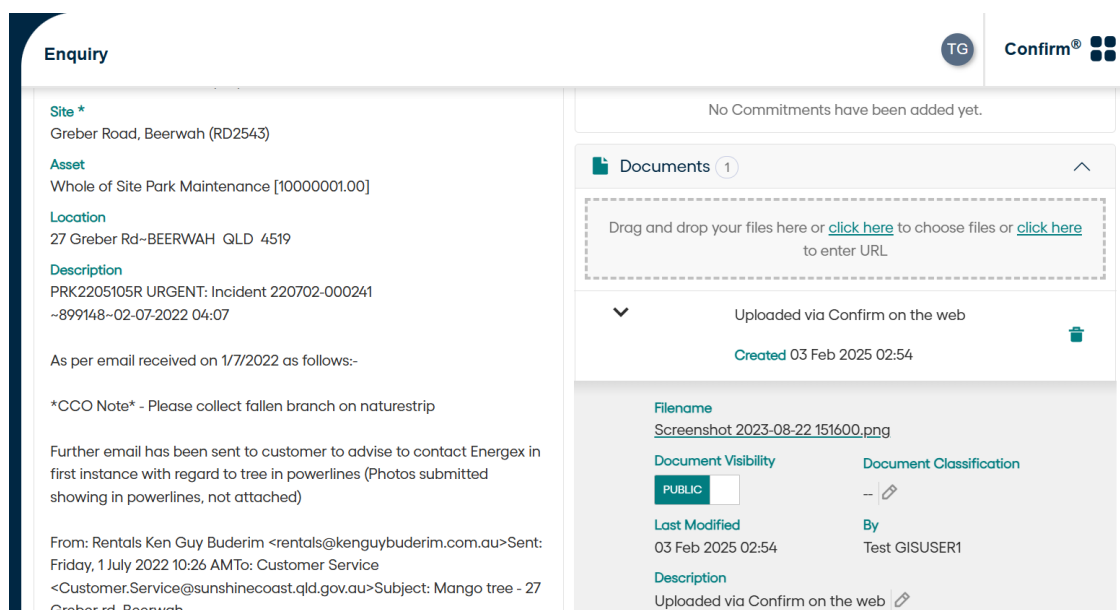 Enquiry
TG
Confirm®
Site *
Greber Road, Beerwah (RD2543)
Asset
Whole of Site Park Maintenance [10000001.00]
Location
27 Greber Rd~BEERWAH  QLD  4519
Description
PRK2205105R URGENT: Incident 220702-000241
~899148~02-07-2022 04:07
As per email received on 1/7/2022 as follows:-
*CCO Note* - Please collect fallen branch on naturestrip
Further email has been sent to customer to advise to contact Energex in
first instance with regard to tree in powerlines (Photos submitted
showing in powerlines, not attached)
From: Rentals Ken Guy Buderim <rentals@kenguybuderim.com.au>Sent:
Friday, 1 July 2022 10:26 AMTo: Customer Service
<Customer.Service@sunshinecoast.qld.gov.au>Subject: Mango tree - 27
Greber rd, Beerwah
No Commitments have been added yet.
Documents 1
Drag and drop your files here or click here to choose files or click here
to enter URL
Uploaded via Confirm on the web
Created 03 Feb 2025 02:54
Filename
Screenshot 2023-08-22 151600.png
Document Visibility
PUBLIC
Document Classification
--
Last Modified
03 Feb 2025 02:54
By
Test GISUSER1
Description
Uploaded via Confirm on the web